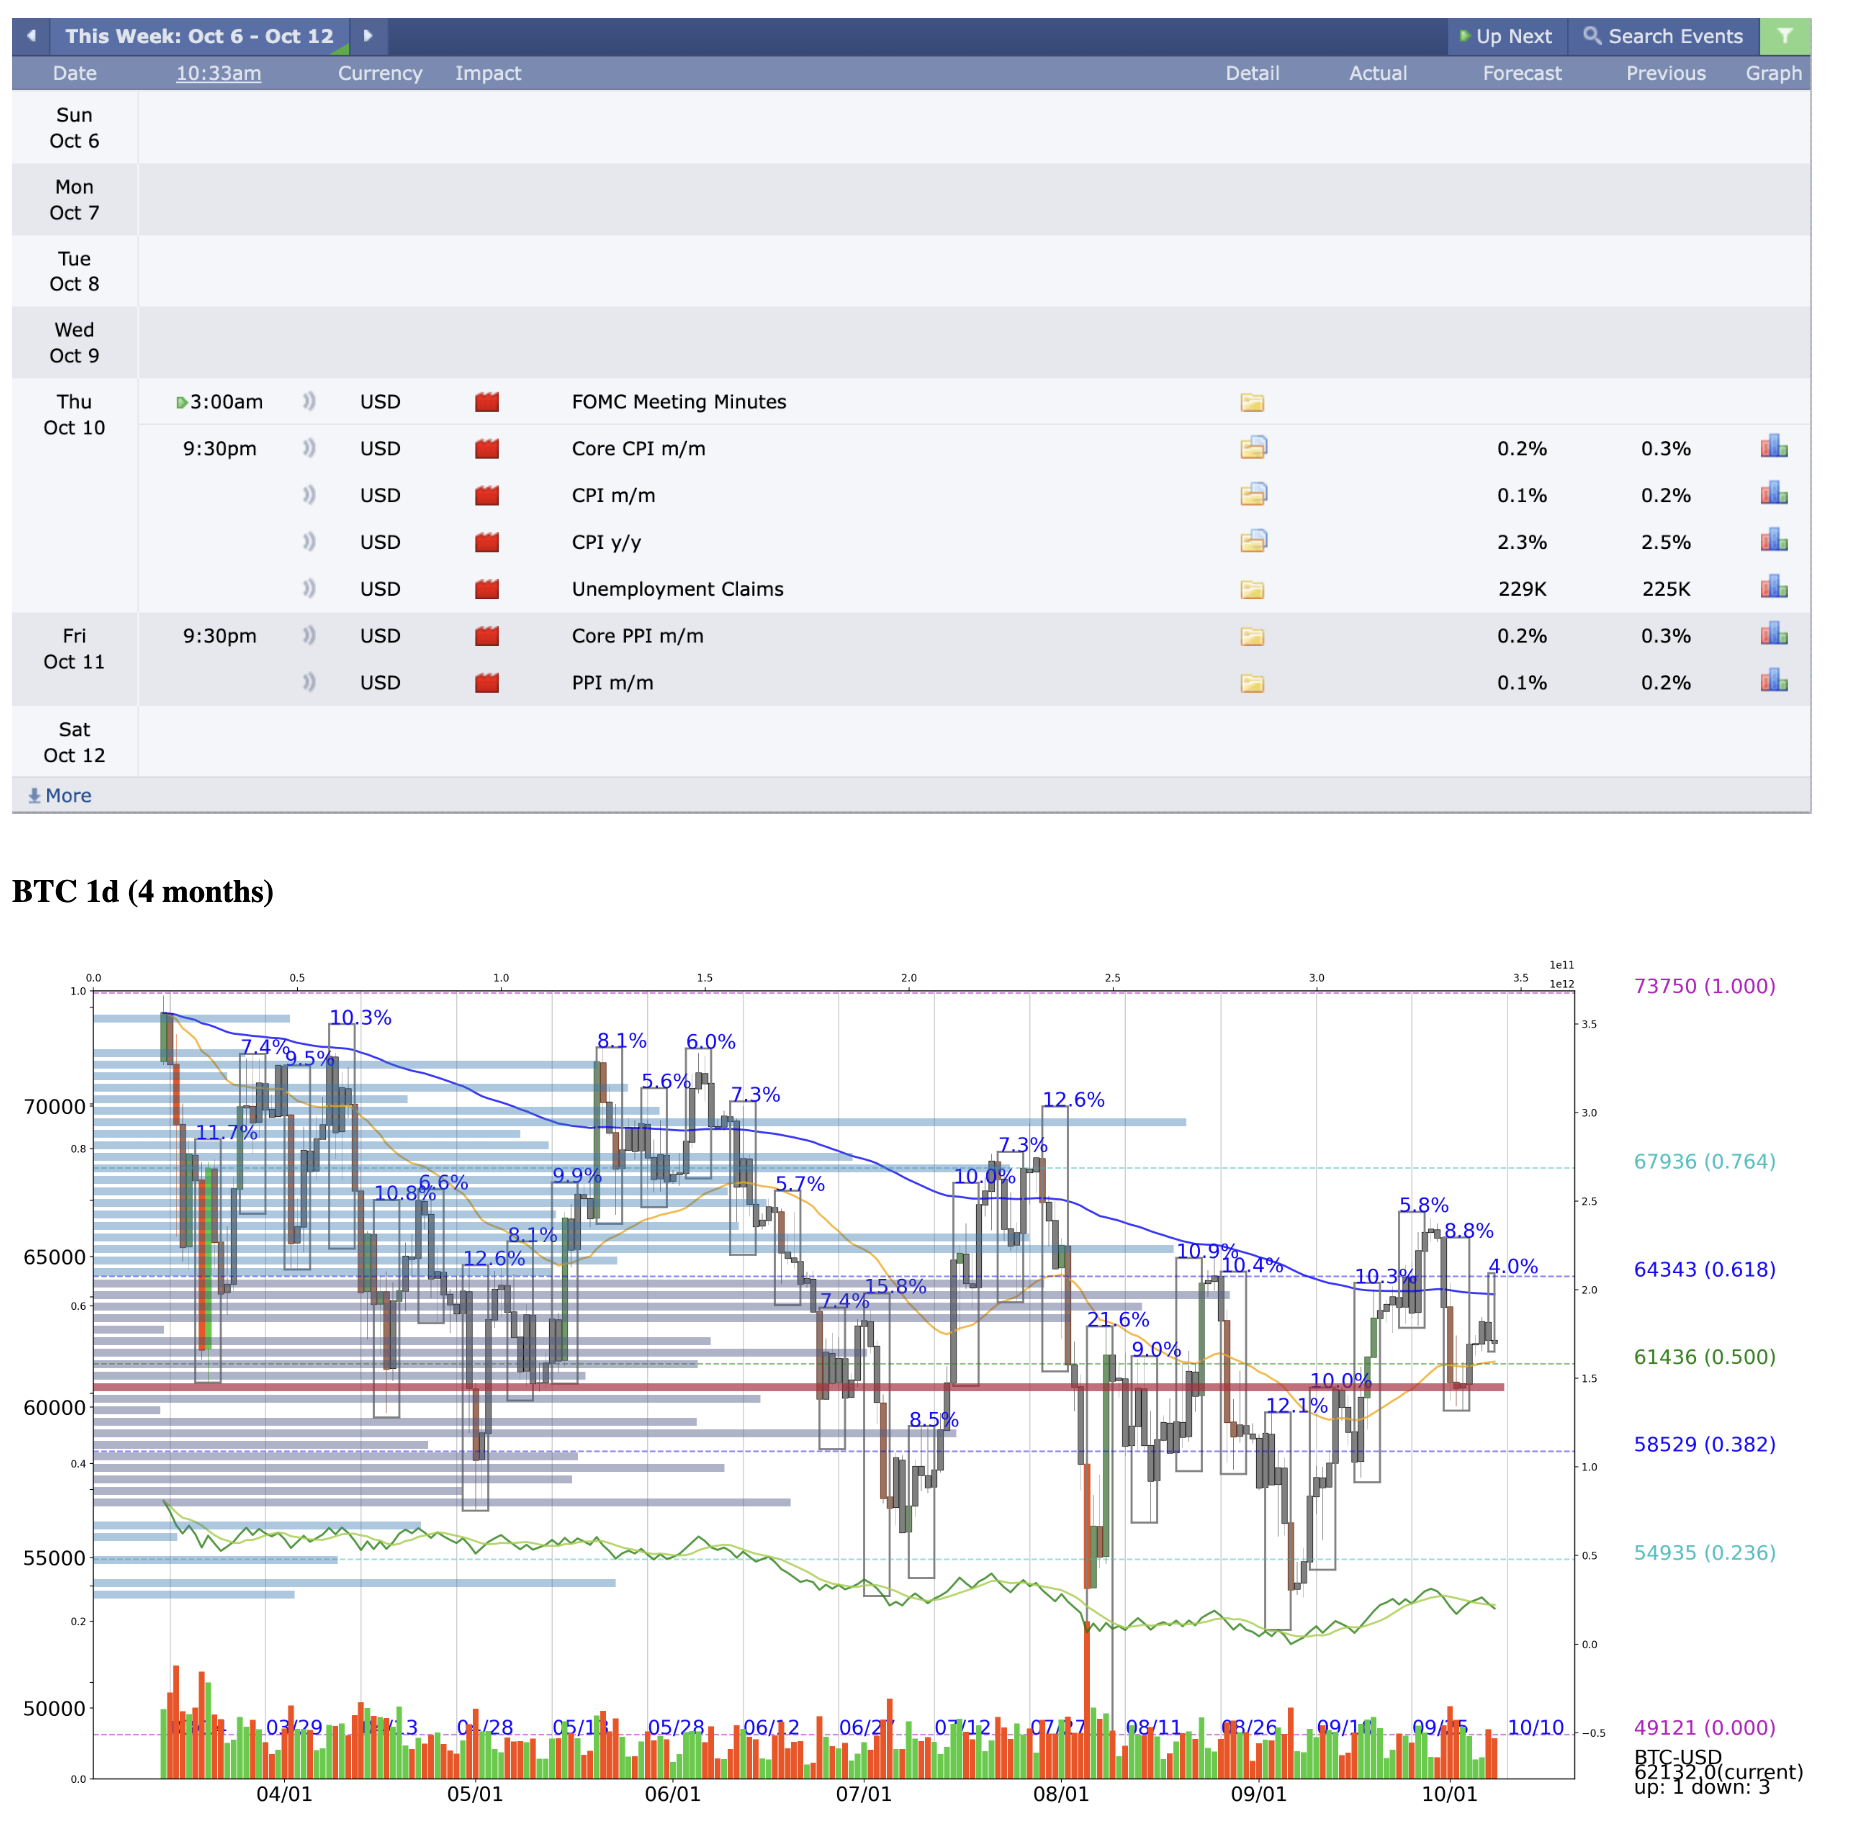 This Week: Oct 6 - Oct 12
Up Next
Search Events
Date 10:33am Currency Impact Detail Actual Forecast Previous Graph
Sun
Oct 6
Mon
Oct 7
Tue
Oct 8
Wed
Oct 9
Thu
Oct 10
3:00am USD FOMC Meeting Minutes
9:30pm USD Core CPI m/m 0.2% 0.3%
USD CPI m/m 0.1% 0.2%
USD CPI y/y 2.3% 2.5%
USD Unemployment Claims 229K 225K
Fri
Oct 11
9:30pm USD Core PPI m/m 0.2% 0.3%
USD PPI m/m 0.1% 0.2%
Sat
Oct 12
More
BTC 1d (4 months)
1e11
1e12
0.0 0.5 1.0 1.5 2.0 2.5 3.0 3.5
1.0
0.8
0.6
0.4
0.2
0.0
70000
65000
60000
55000
50000
3.5
3.0
2.5
2.0
1.5
1.0
0.5
0.0
−0.5
73750 (1.000)
67936 (0.764)
64343 (0.618)
61436 (0.500)
58529 (0.382)
54935 (0.236)
49121 (0.000)
11.7%
7.4%
9.5%
10.3%
10.8%
6.6%
12.6%
8.1%
9.9%
8.1%
5.6%
6.0%
7.3%
5.7%
7.4%
15.8%
8.5%
10.0%
7.3%
12.6%
21.6%
9.0%
10.9%
10.4%
12.1%
10.0%
10.3%
5.8%
8.8%
4.0%
03/29 04/28 05/13 05/28 06/12 06/27 07/12 07/27 08/11 08/26 10/10
BTC-USD
62132.0(current)
up: 1 down: 3
04/01 05/01 06/01 07/01 08/01 09/01 10/01